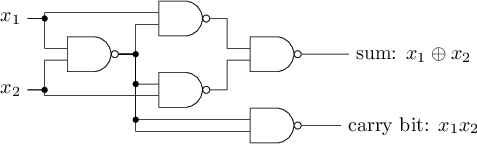 x₁
sum: x₁ ⊕ x₂
x₂
carry bit: x₁x₂